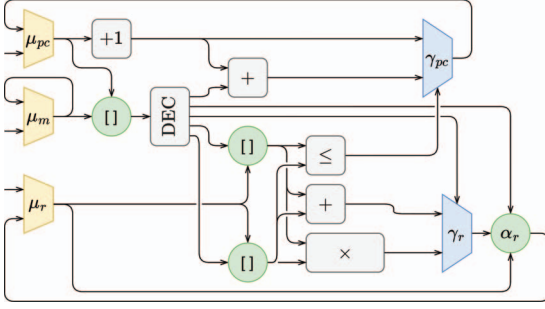 μpc
+1
γpc
+
μm
[ ]
DEC
[ ]
≤
μr
+
γr
αr
[ ]
×